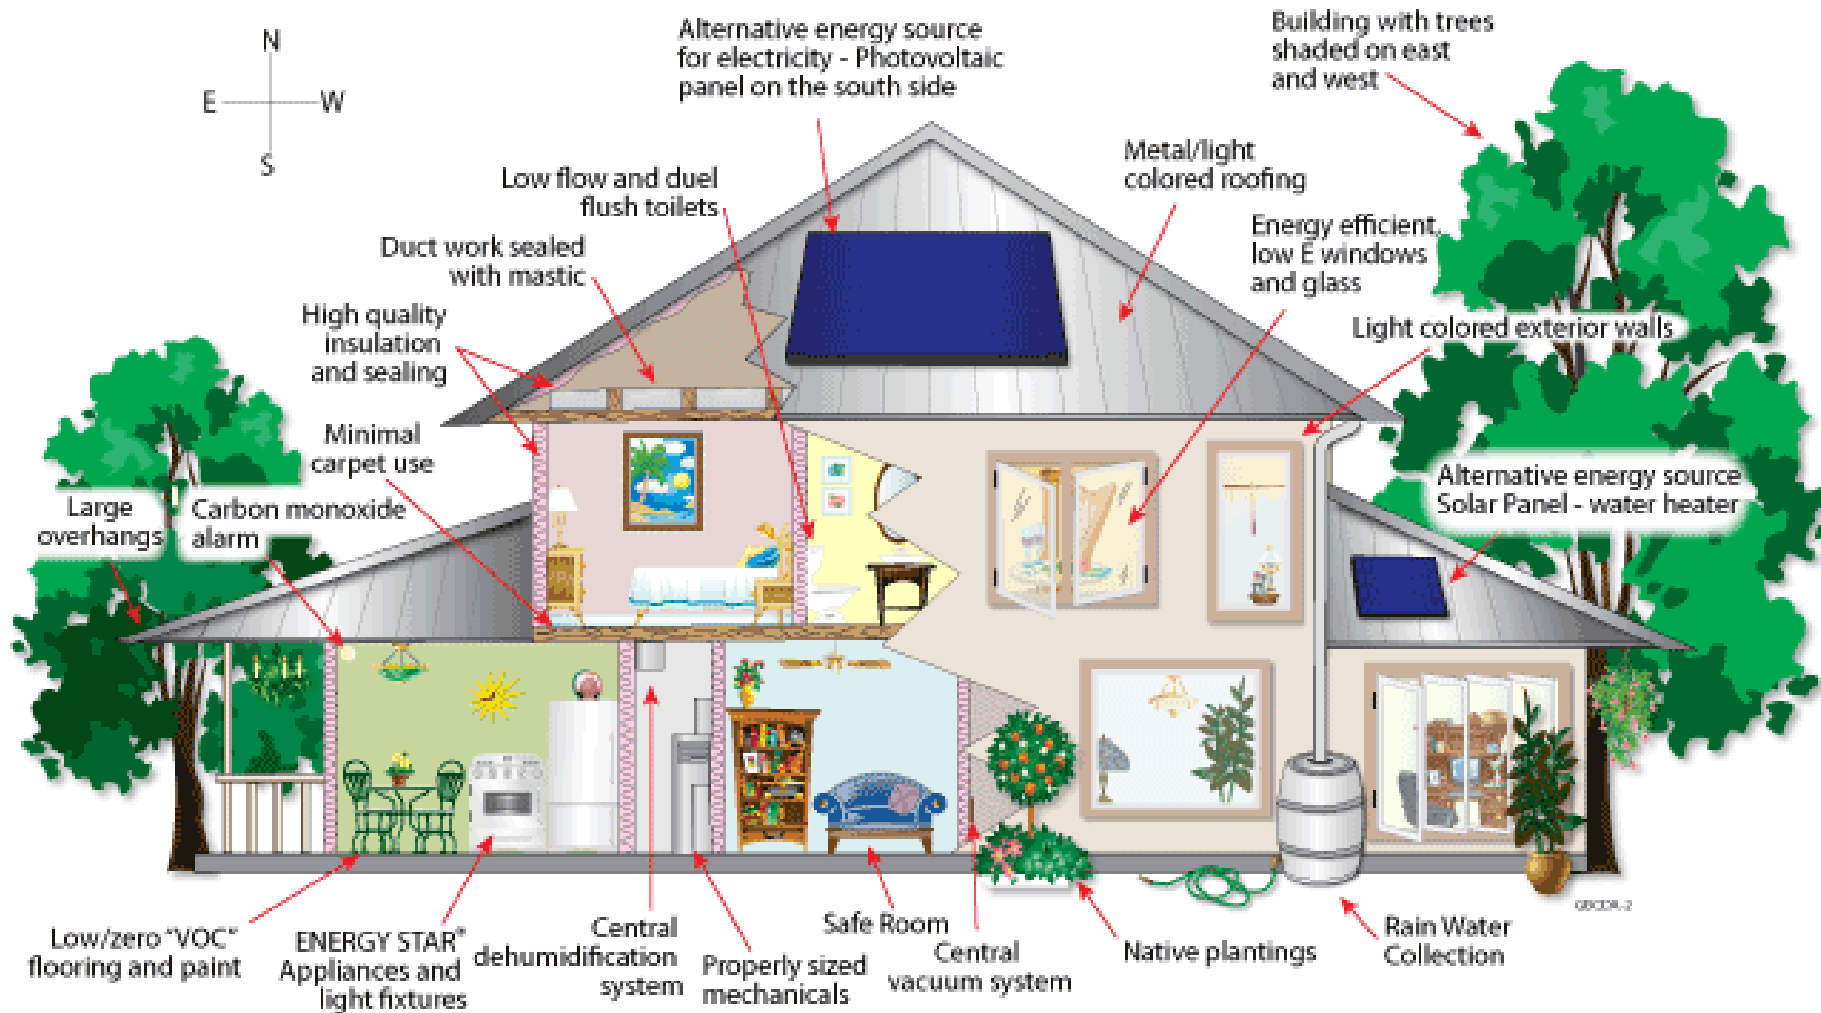 N
E
W
S
Alternative energy source
for electricity - Photovoltaic
panel on the south side
Building with trees
shaded on east
and west
Metal/light
colored roofing
Low flow and duel
flush toilets
Energy efficient,
low E windows
and glass
Duct work sealed
with mastic
High quality
insulation
and sealing
Light colored exterior walls
Minimal
carpet use
Alternative energy source
Solar Panel - water heater
Large
overhangs
Carbon monoxide
alarm
GBCDR-2
Low/zero "VOC"
flooring and paint
ENERGY STAR®
Appliances and
light fixtures
Central
dehumidification
system
Properly sized
mechanicals
Safe Room
Central
vacuum system
Native plantings
Rain Water
Collection